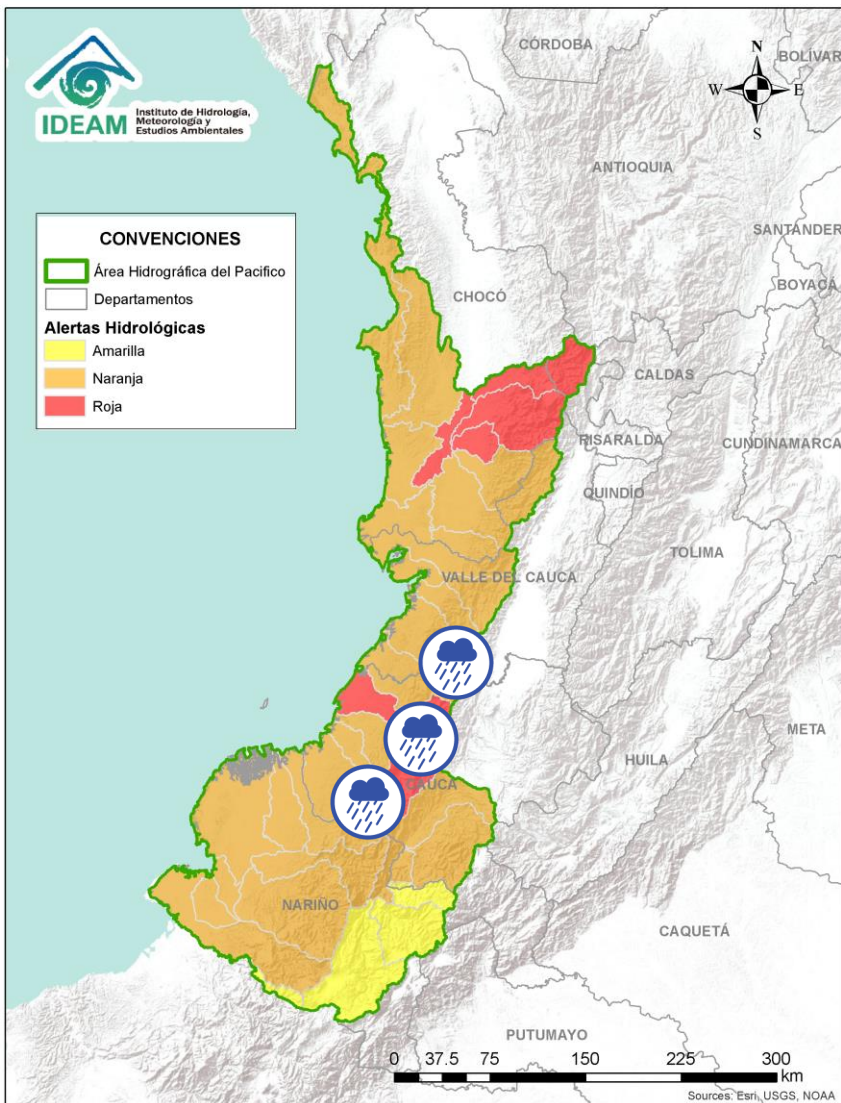 IDEAM
Instituto de Hidrología,
Meteorología y
Estudios Ambientales
CÓRDOBA
BOLÍVAR
N
W
E
S
ANTIOQUIA
SANTANDER
BOYACÁ
CONVENCIONES
Área Hidrográfica del Pacifico
Departamentos
Alertas Hidrológicas
Amarilla
Naranja
Roja
CHOCÓ
CALDAS
RISARALDA
CUNDINAMARCA
QUINDÍO
TOLIMA
VALLE DEL CAUCA
META
HUILA
CAUCA
NARIÑO
CAQUETÁ
PUTUMAYO
0 37.5 75 150 225 300
km
Sources: Esri, USGS, NOAA